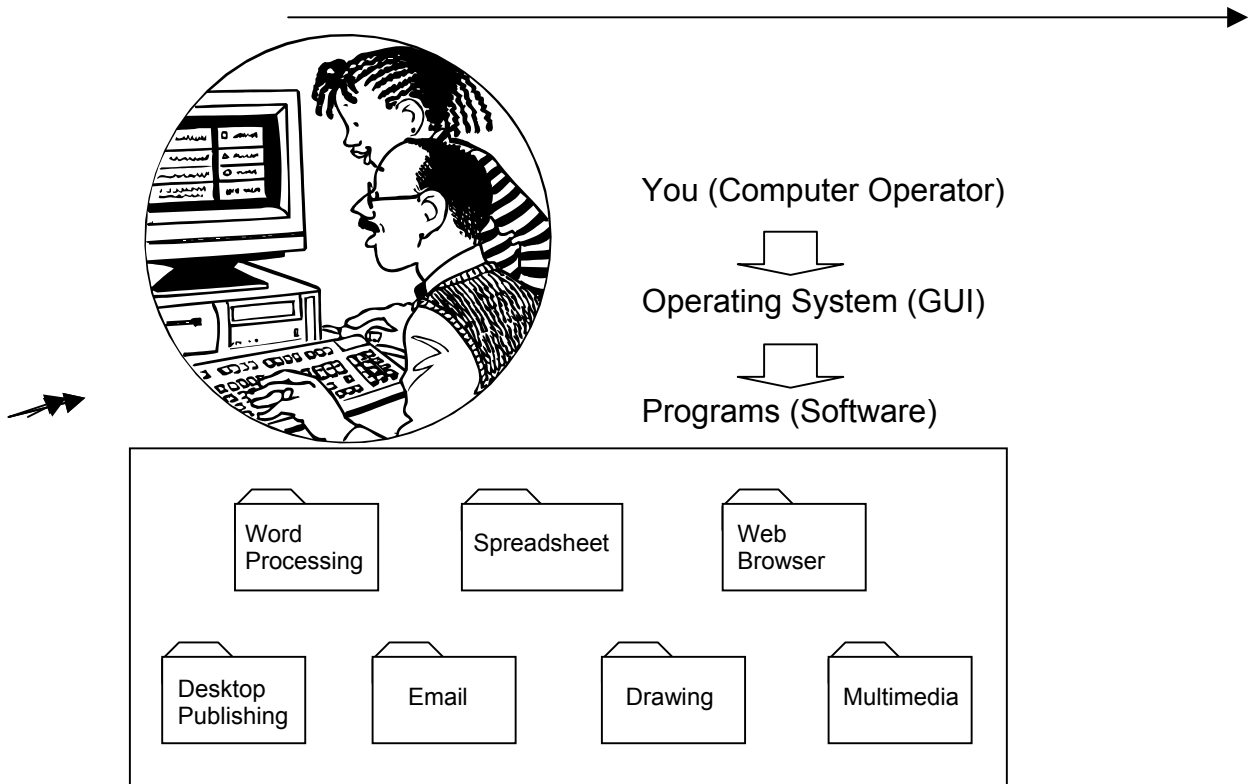 You (Computer Operator)
Operating System (GUI)
Programs (Software)
Word
Processing
Spreadsheet
Web
Browser
Desktop
Publishing
Email
Drawing
Multimedia